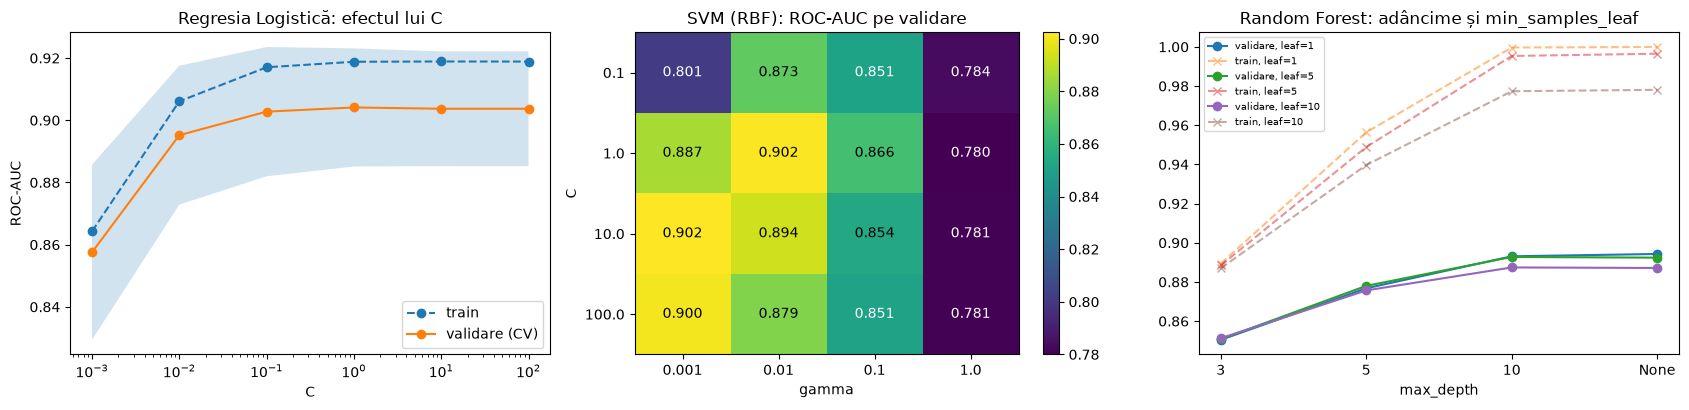 Regresia Logistică: efectul lui C
ROC-AUC
0.92
0.90
0.88
0.86
0.84
10⁻³ 10⁻² 10⁻¹ 10⁰ 10¹ 10²
C
train
validare (CV)
SVM (RBF): ROC-AUC pe validare
C
0.1 0.801 0.873 0.851 0.784
1.0 0.887 0.902 0.866 0.780
10.0 0.902 0.894 0.854 0.781
100.0 0.900 0.879 0.851 0.781
0.001 0.01 0.1 1.0
gamma
0.90
0.88
0.86
0.84
0.82
0.80
0.78
Random Forest: adâncime și min_samples_leaf
1.00
0.98
0.96
0.94
0.92
0.90
0.88
0.86
validare, leaf=1
train, leaf=1
validare, leaf=5
train, leaf=5
validare, leaf=10
train, leaf=10
3 5 10 None
max_depth